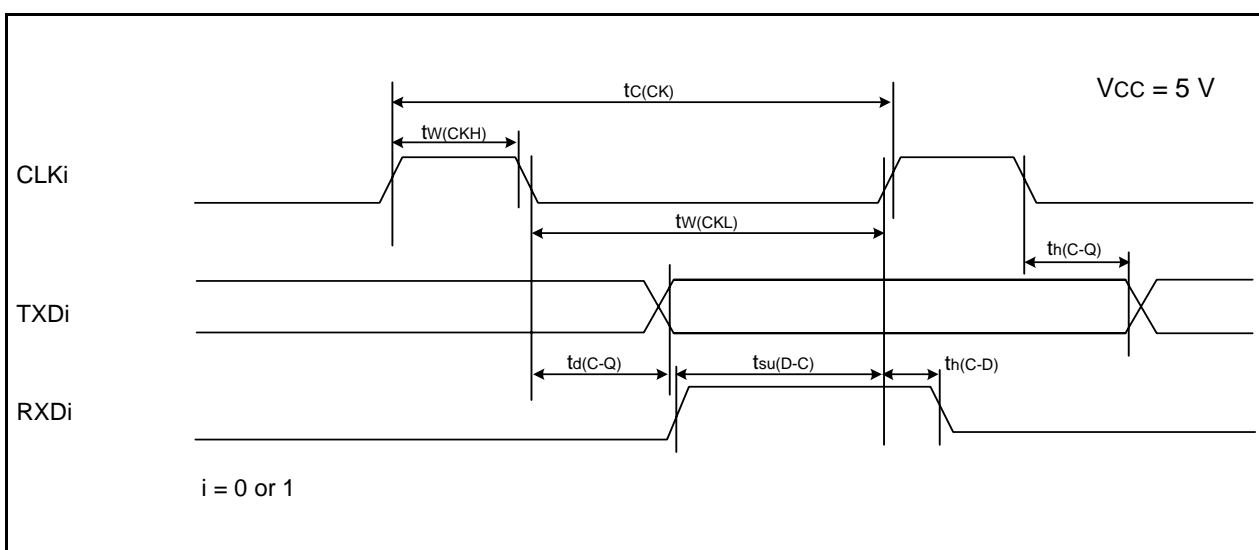 tC(CK)
VCC = 5 V
tW(CKH)
CLKi
tW(CKL)
th(C-Q)
TXDi
td(C-Q)
tsu(D-C)
th(C-D)
RXDi
i = 0 or 1